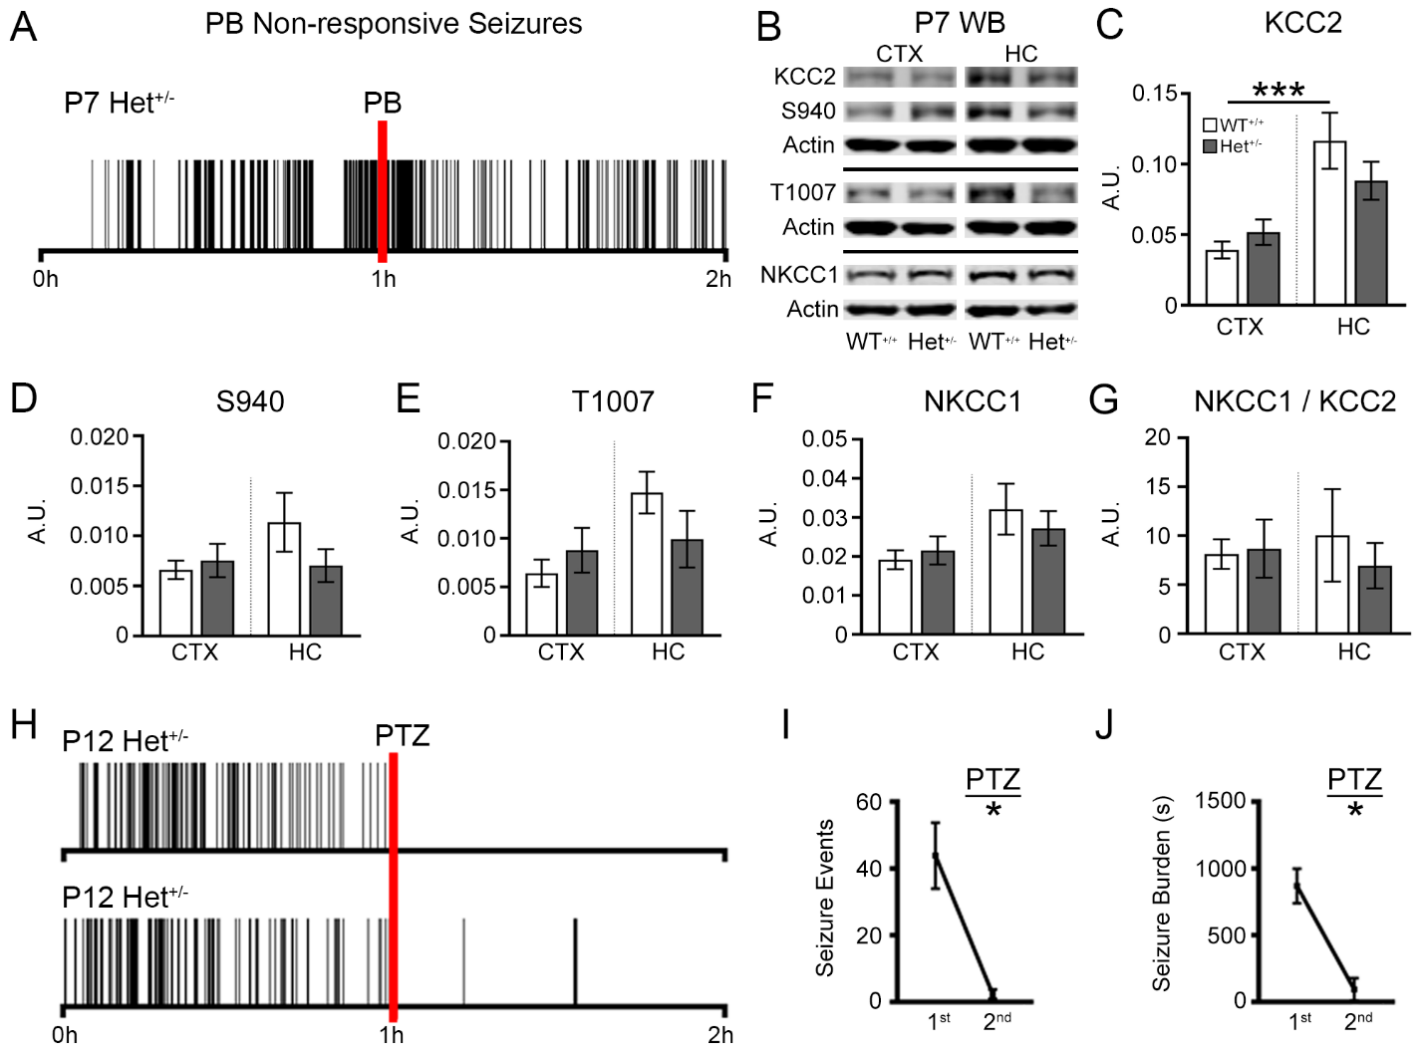 A PB Non-responsive Seizures
P7 Het+/-
PB
0h 1h 2h
B P7 WB
CTX HC
KCC2
S940
Actin
T1007
Actin
NKCC1
Actin
WT+/+ Het+/- WT+/+ Het+/-
C KCC2
***
WT+/+
Het+/-
A.U.
0.15
0.10
0.05
0
CTX HC
D S940
A.U.
0.020
0.015
0.010
0.005
0
CTX HC
E T1007
A.U.
0.020
0.015
0.010
0.005
0
CTX HC
F NKCC1
A.U.
0.05
0.04
0.03
0.02
0.01
0
CTX HC
G NKCC1 / KCC2
A.U.
20
15
10
5
0
CTX HC
H
P12 Het+/-
PTZ
P12 Het+/-
0h 1h 2h
I
PTZ
*
Seizure Events
60
40
20
0
1st 2nd
J
PTZ
*
Seizure Burden (s)
1500
1000
500
0
1st 2nd